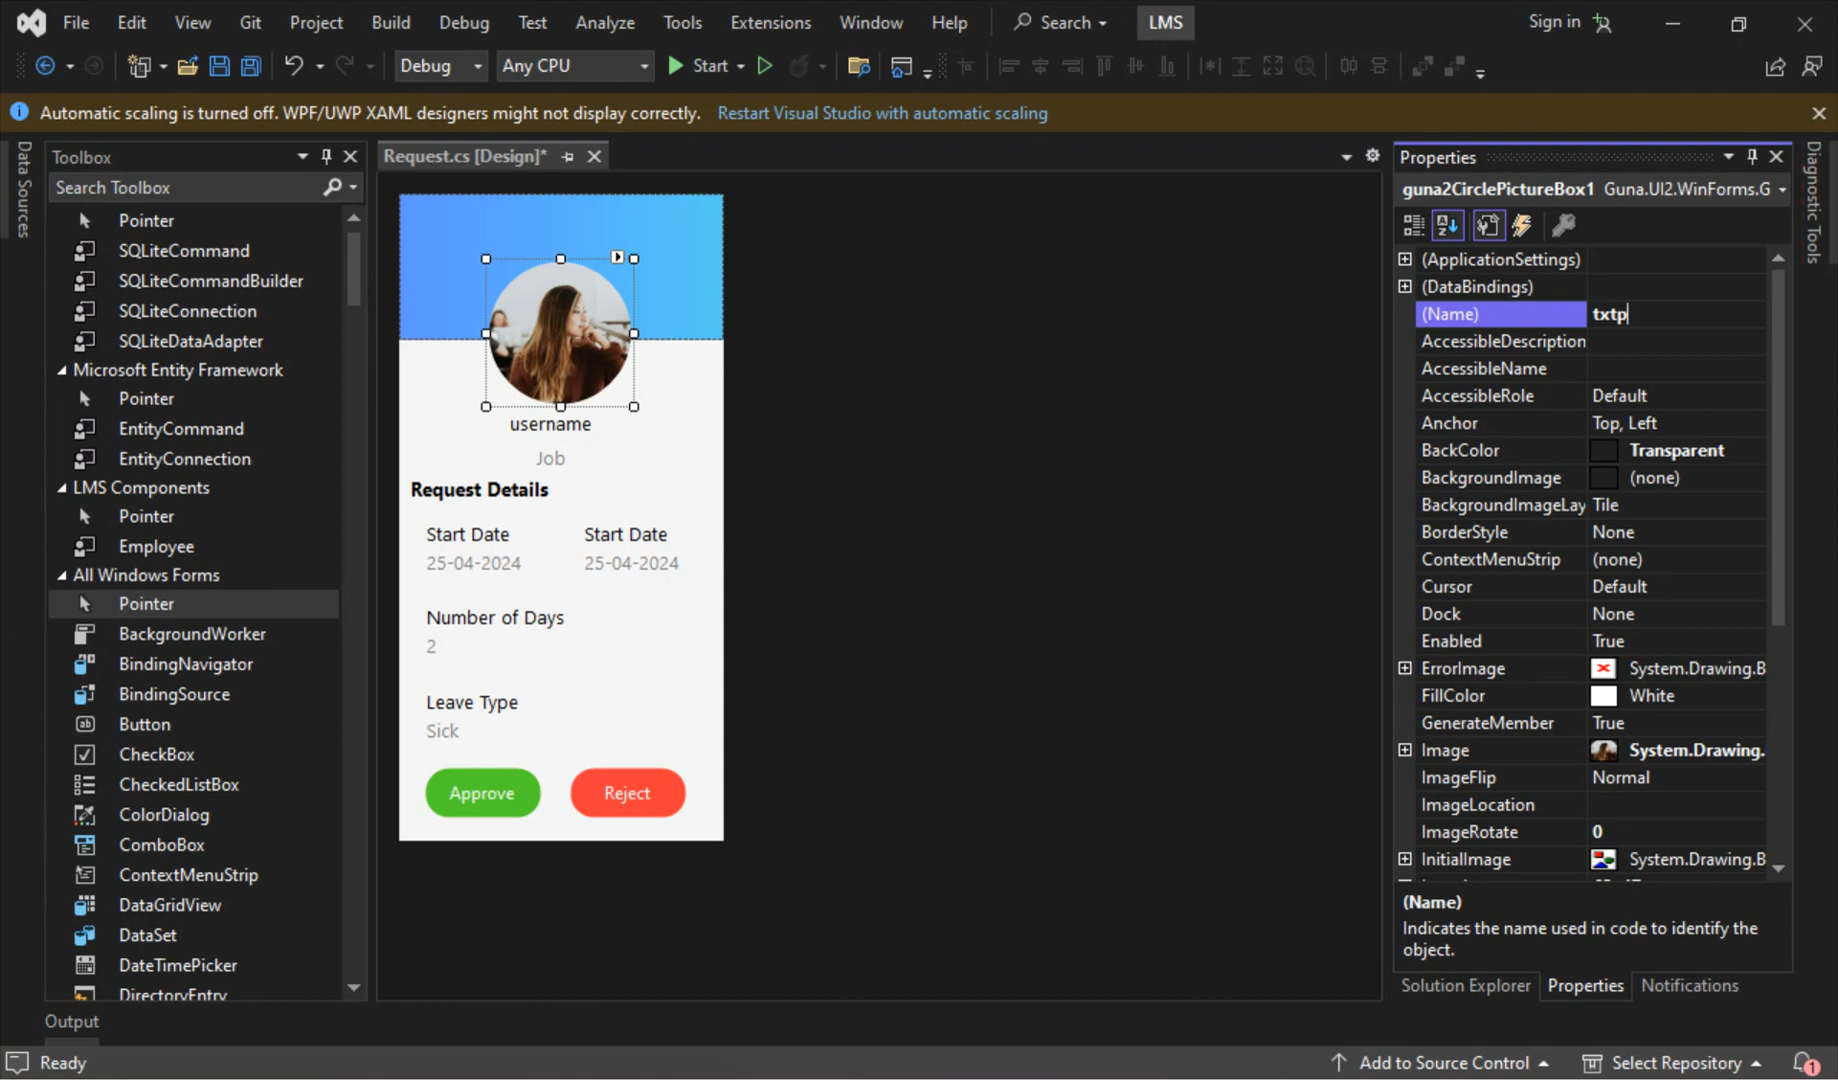 File Edit View Git Project Build Debug Test Analyze Tools Extensions Window Help Search LMS Sign in
Debug Any CPU Start
Automatic scaling is turned off. WPF/UWP XAML designers might not display correctly. Restart Visual Studio with automatic scaling
Data Sources
Toolbox
Search Toolbox
Pointer
SQLiteCommand
SQLiteCommandBuilder
SQLiteConnection
SQLiteDataAdapter
Microsoft Entity Framework
Pointer
EntityCommand
EntityConnection
LMS Components
Pointer
Employee
All Windows Forms
Pointer
BackgroundWorker
BindingNavigator
BindingSource
Button
CheckBox
CheckedListBox
ColorDialog
ComboBox
ContextMenuStrip
DataGridView
DataSet
DateTimePicker
DirectoryEntry
Request.cs [Design]*
username
Job
Request Details
Start Date Start Date
25-04-2024 25-04-2024
Number of Days
2
Leave Type
Sick
Approve Reject
Properties
guna2CirclePictureBox1 Guna.UI2.WinForms.G
(ApplicationSettings)
(DataBindings)
(Name) txtp
AccessibleDescription
AccessibleName
AccessibleRole Default
Anchor Top, Left
BackColor Transparent
BackgroundImage (none)
BackgroundImageLay Tile
BorderStyle None
ContextMenuStrip (none)
Cursor Default
Dock None
Enabled True
ErrorImage System.Drawing.B
FillColor White
GenerateMember True
Image System.Drawing.
ImageFlip Normal
ImageLocation
ImageRotate 0
InitialImage System.Drawing.B
(Name)
Indicates the name used in code to identify the
object.
Solution Explorer Properties Notifications
Diagnostic Tools
Output
Ready Add to Source Control Select Repository 1